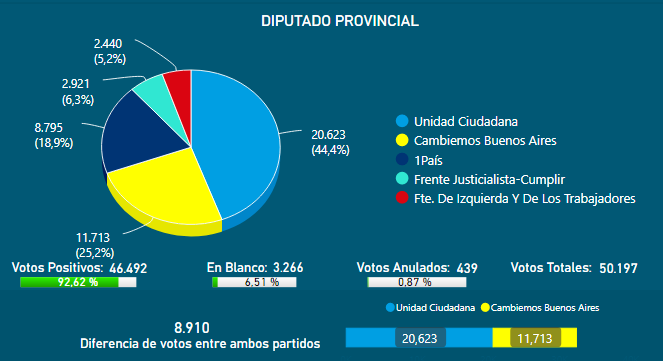 DIPUTADO PROVINCIAL
2.440
(5,2%)
2.921
(6,3%)
8.795
(18,9%)
11.713
(25,2%)
20.623
(44,4%)
Unidad Ciudadana
Cambiemos Buenos Aires
1País
Frente Justicialista-Cumplir
Fte. De Izquierda Y De Los Trabajadores
Votos Positivos: 46.492
92,62 %
En Blanco: 3.266
6,51 %
Votos Anulados: 439
0,87 %
Votos Totales: 50.197
Unidad Ciudadana Cambiemos Buenos Aires
8.910
Diferencia de votos entre ambos partidos
20,623 11,713